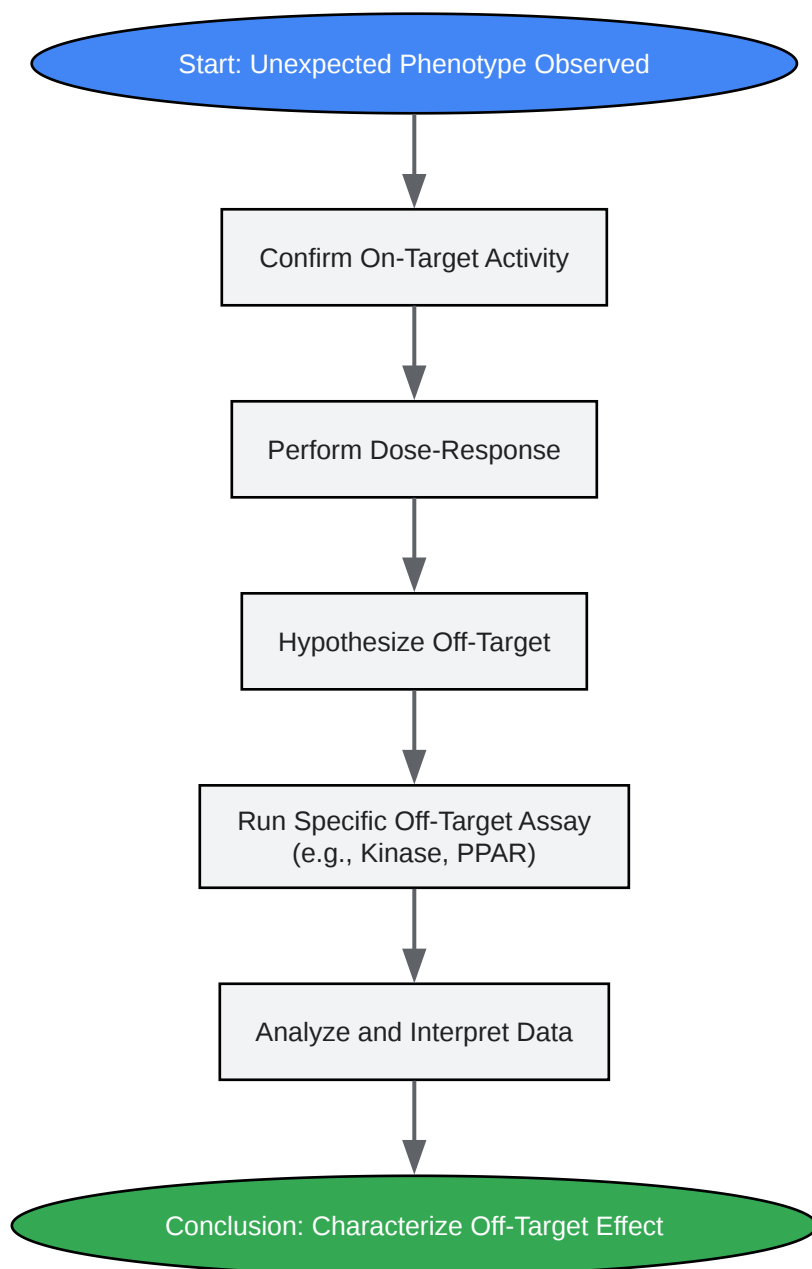 Start: Unexpected Phenotype Observed
Confirm On-Target Activity
Perform Dose-Response
Hypothesize Off-Target
Run Specific Off-Target Assay
(e.g., Kinase, PPAR)
Analyze and Interpret Data
Conclusion: Characterize Off-Target Effect